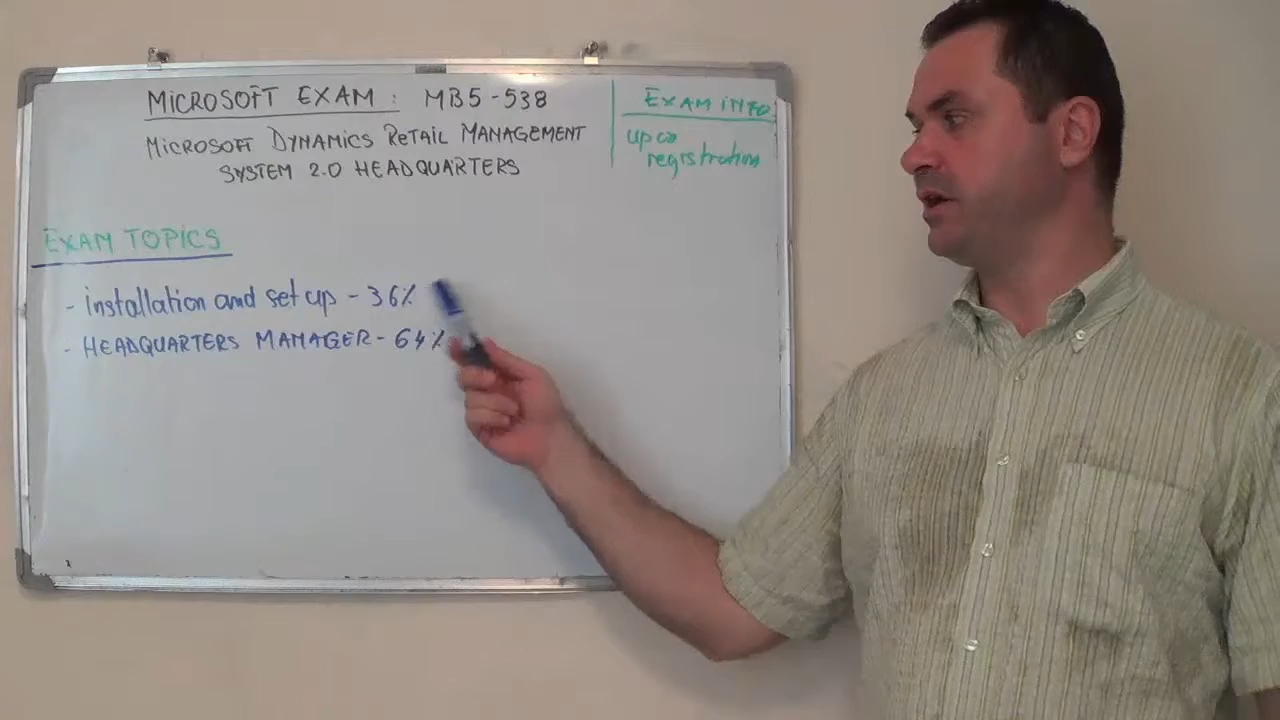 MiCROSOFT EXAM : MB5-538
MiCROSOFT DYNAMICS RETAIL MANAGEMENT
SYSTEM 2.0 HEADQUARTERS
EXAM iNFO
upon
registration
EXAM TOPICS
- installation and set up - 36%
- HEADQUARTERS MANAGER - 64%